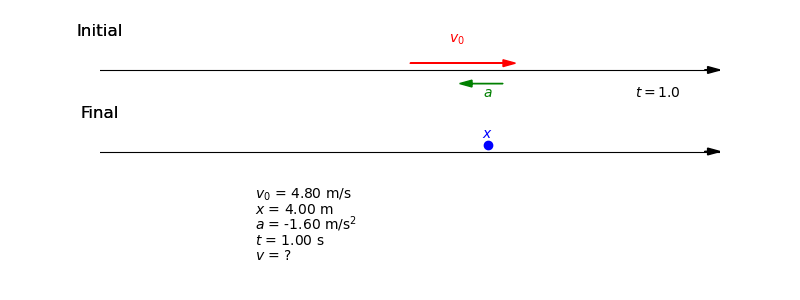 Initial
v₀
a
t = 1.0
Final
x
v₀ = 4.80 m/s
x = 4.00 m
a = -1.60 m/s²
t = 1.00 s
v = ?